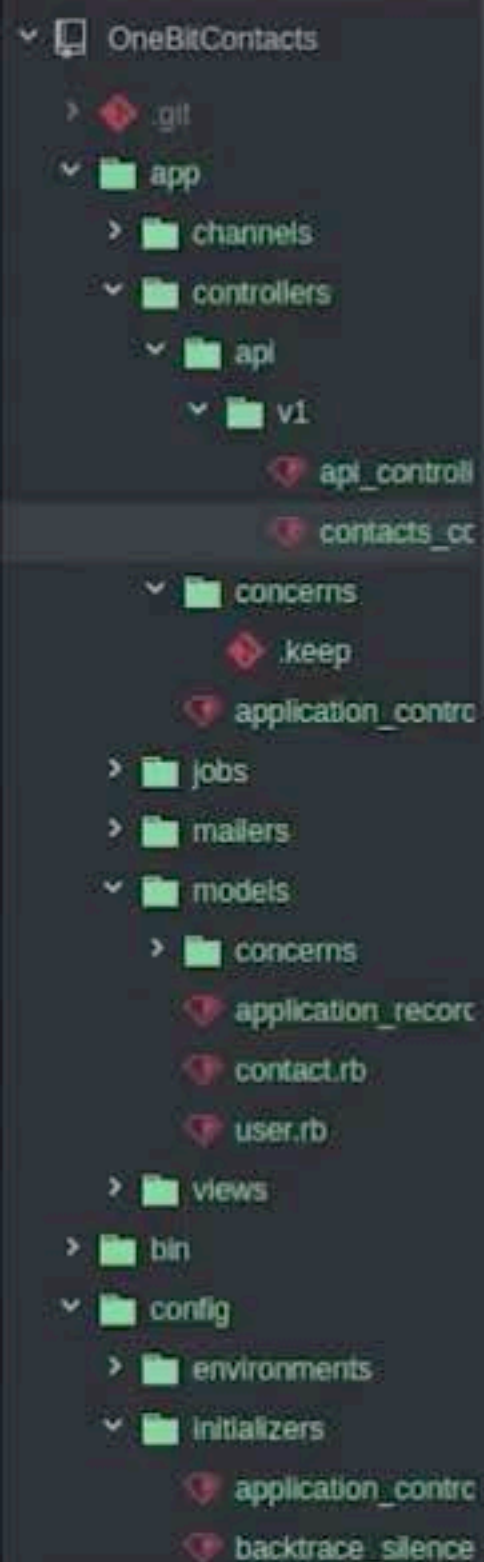 OneBitContacts
.git
app
channels
controllers
api
v1
api_controll
contacts_cc
concerns
.keep
application_contrc
jobs
mailers
models
concerns
application_recorc
contact.rb
user.rb
views
bin
config
environments
initializers
application_contrc
backtrace_silence